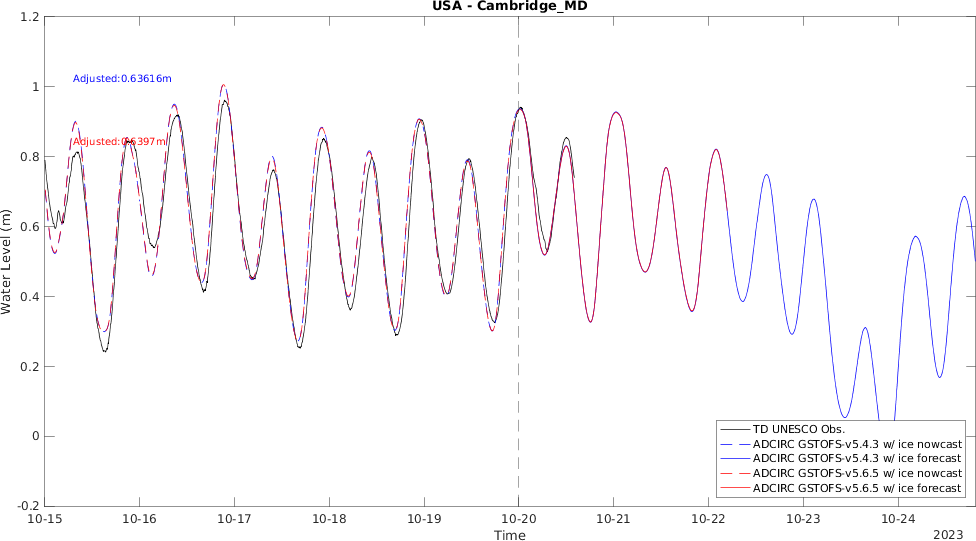 USA - Cambridge_MD
1.2
1
0.8
0.6
0.4
0.2
0
-0.2
Water Level (m)
Adjusted:0.63616m
Adjusted:0.6397m
TD UNESCO Obs.
ADCIRC GSTOFS-v5.4.3 w/ ice nowcast
ADCIRC GSTOFS-v5.4.3 w/ ice forecast
ADCIRC GSTOFS-v5.6.5 w/ ice nowcast
ADCIRC GSTOFS-v5.6.5 w/ ice forecast
10-15 10-16 10-17 10-18 10-19 10-20 10-21 10-22 10-23 10-24
Time
2023